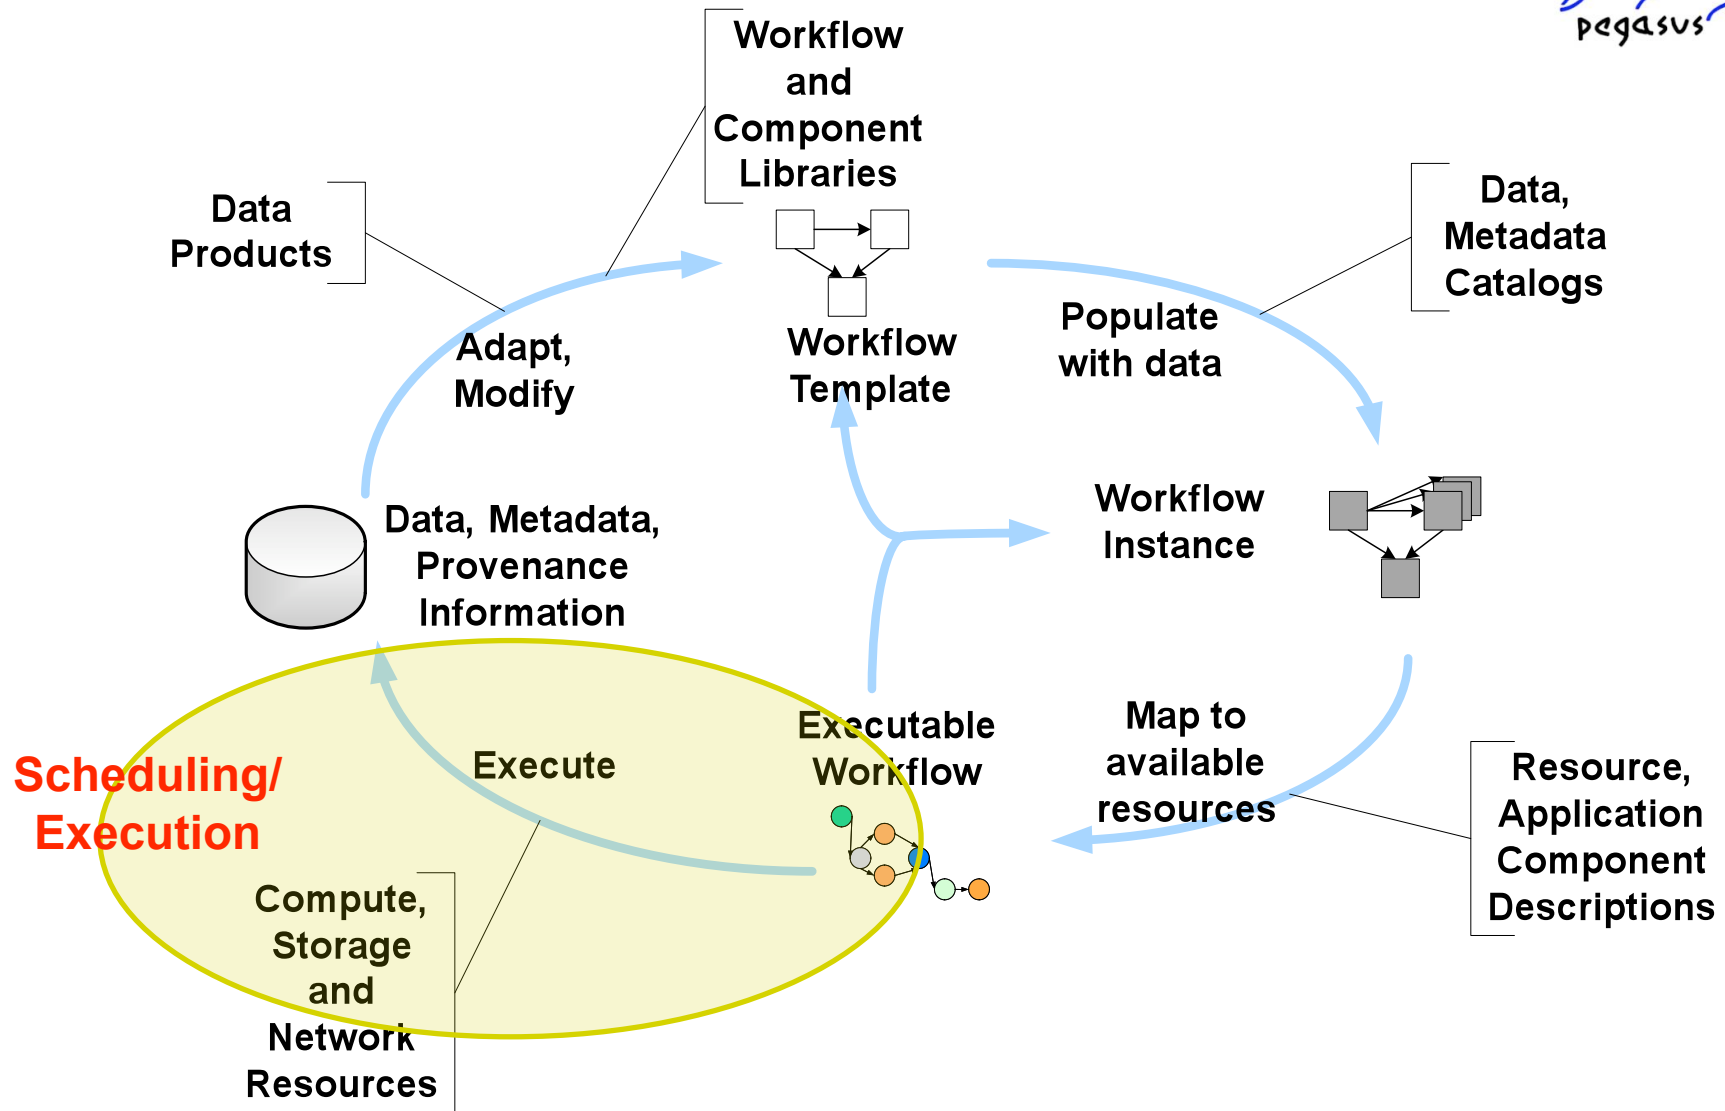 pegasus
Workflow
and
Component
Libraries
Data
Products
Data,
Metadata
Catalogs
Adapt,
Modify
Workflow
Template
Populate
with data
Data, Metadata,
Provenance
Information
Workflow
Instance
Executable
Workflow
Map to
available
resources
Resource,
Application
Component
Descriptions
Execute
Scheduling/
Execution
Compute,
Storage
and
Network
Resources